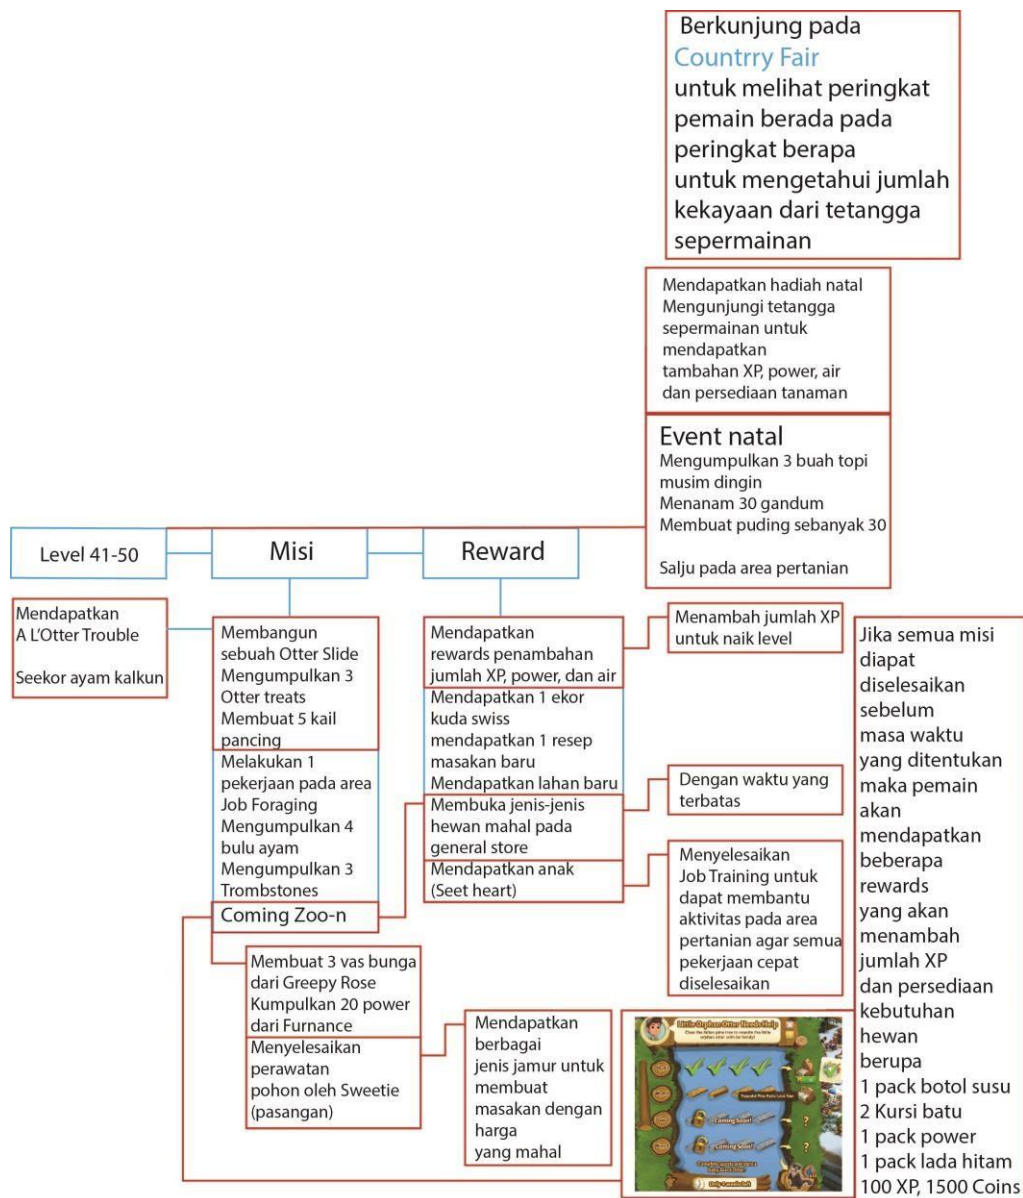 Berkunjung pada
Countrry Fair
untuk melihat peringkat
pemain berada pada
peringkat berapa
untuk mengetahui jumlah
kekayaan dari tetangga
sepermainan
Mendapatkan hadiah natal
Mengunjungi tetangga
sepermainan untuk
mendapatkan
tambahan XP, power, air
dan persediaan tanaman
Event natal
Mengumpulkan 3 buah topi
musim dingin
Menanam 30 gandum
Membuat puding sebanyak 30
Salju pada area pertanian
Level 41-50
Misi
Reward
Mendapatkan
A L'Otter Trouble
Seekor ayam kalkun
Membangun
sebuah Otter Slide
Mengumpulkan 3
Otter treats
Membuat 5 kail
pancing
Melakukan 1
pekerjaan pada area
Job Foraging
Mengumpulkan 4
bulu ayam
Mengumpulkan 3
Trombstones
Coming Zoo-n
Membuat 3 vas bunga
dari Greepy Rose
Kumpulkan 20 power
dari Furnance
Menyelesaikan
perawatan
pohon oleh Sweetie
(pasangan)
Mendapatkan
berbagai
jenis jamur untuk
membuat
masakan dengan
harga
yang mahal
Mendapatkan
rewards penambahan
jumlah XP, power, dan air
Mendapatkan 1 ekor
kuda swiss
mendapatkan 1 resep
masakan baru
Mendapatkan lahan baru
Membuka jenis-jenis
hewan mahal pada
general store
Mendapatkan anak
(Seet heart)
Menambah jumlah XP
untuk naik level
Dengan waktu yang
terbatas
Menyelesaikan
Job Training untuk
dapat membantu
aktivitas pada area
pertanian agar semua
pekerjaan cepat
diselesaikan
Jika semua misi
diapat
diselesaikan
sebelum
masa waktu
yang ditentukan
maka pemain
akan
mendapatkan
beberapa
rewards
yang akan
menambah
jumlah XP
dan persediaan
kebutuhan
hewan
berupa
1 pack botol susu
2 Kursi batu
1 pack power
1 pack lada hitam
100 XP, 1500 Coins
Little Orphan Otter Needs Help
Coming Soon!
?
Coming Soon!
?